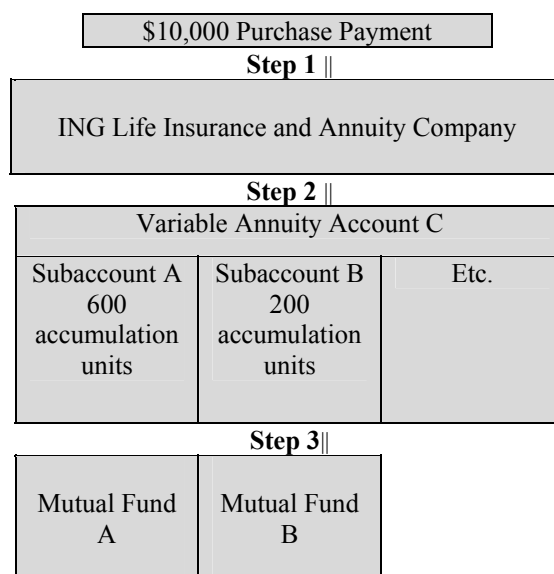 $10,000 Purchase Payment
Step 1 ||
ING Life Insurance and Annuity Company
Step 2 ||
Variable Annuity Account C
Subaccount A
600
accumulation
units
Subaccount B
200
accumulation
units
Etc.
Step 3||
Mutual Fund
A
Mutual Fund
B